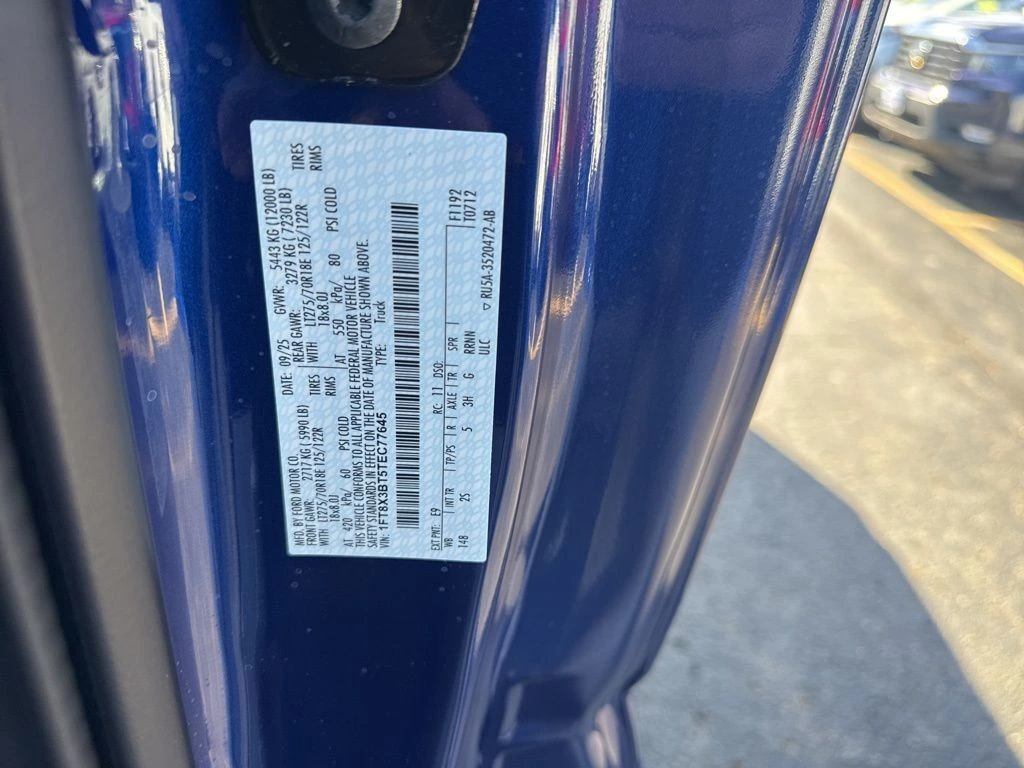 MFD. BY FORD MOTOR CO.
DATE: 09/25 GVWR: 5443 KG (12000 LB)
FRONT GAWR: 2717 KG ( 5990 LB) REAR GAWR: 3279 KG ( 7230 LB)
WITH LT275/70R18E 125/122R TIRES WITH LT275/70R18E 125/122R TIRES
18x8.0J RIMS 18x8.0J RIMS
AT 420 kPa/ 60 PSI COLD AT 550 kPa/ 80 PSI COLD
THIS VEHICLE CONFORMS TO ALL APPLICABLE FEDERAL MOTOR VEHICLE
SAFETY STANDARDS IN EFFECT ON THE DATE OF MANUFACTURE SHOWN ABOVE.
VIN: 1FT8X3BT5TEC77645 TYPE: Truck
EXT PNT: E9 RC: 11 DSO: F1192
WB INT TR TP/PS R AXLE TR SPR T0712
148 2S 5 3H G RRNN
ULC ▽ RU5A-3520472-AB